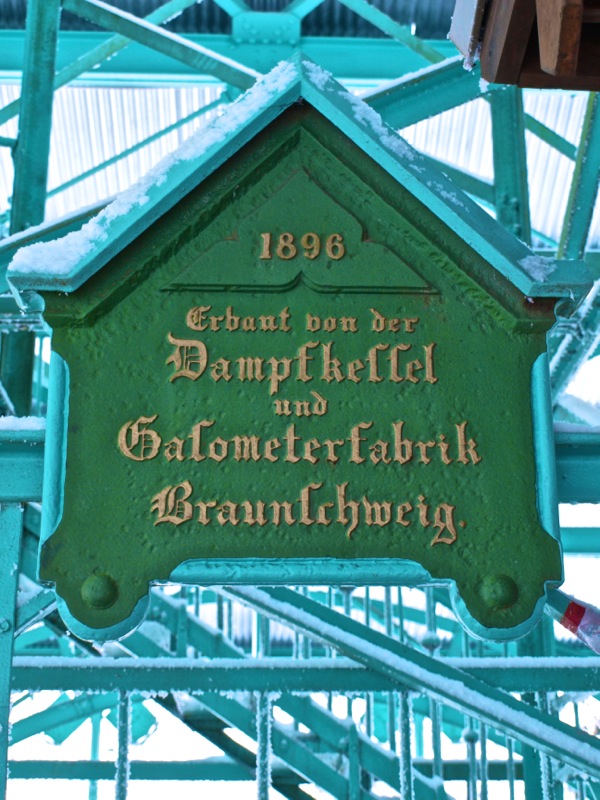 1896
Erbaut von der
Dampfkeſſel
und
Gaſometerfabrik
Braunſchweig.